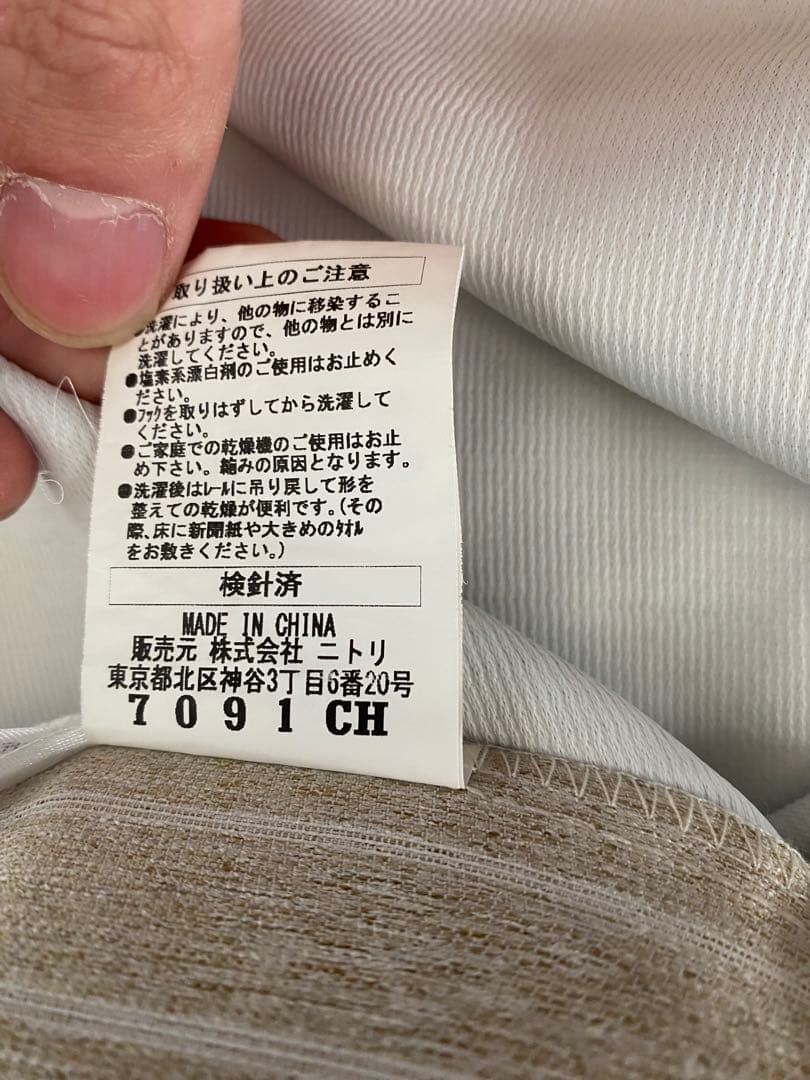 取り扱い上のご注意
●洗濯により、他の物に移染するこ
とがありますので、他の物とは別に
洗濯してください。
●塩素系漂白剤のご使用はお止めく
ださい。
●ﾌｯｸを取りはずしてから洗濯して
ください。
●ご家庭での乾燥機のご使用はお止
め下さい。縮みの原因となります。
●洗濯後はﾚｰﾙに吊り戻して形を
整えての乾燥が便利です。(その
際、床に新聞紙や大きめのﾀｵﾙ
をお敷きください。)
検針済
MADE IN CHINA
販売元 株式会社 ニトリ
東京都北区神谷3丁目6番20号
7091CH